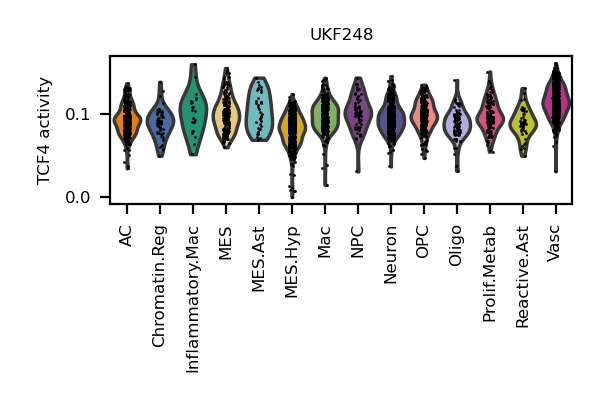 UKF248
TCF4 activity
0.1
0.0
AC
Chromatin.Reg
Inflammatory.Mac
MES
MES.Ast
MES.Hyp
Mac
NPC
Neuron
OPC
Oligo
Prolif.Metab
Reactive.Ast
Vasc